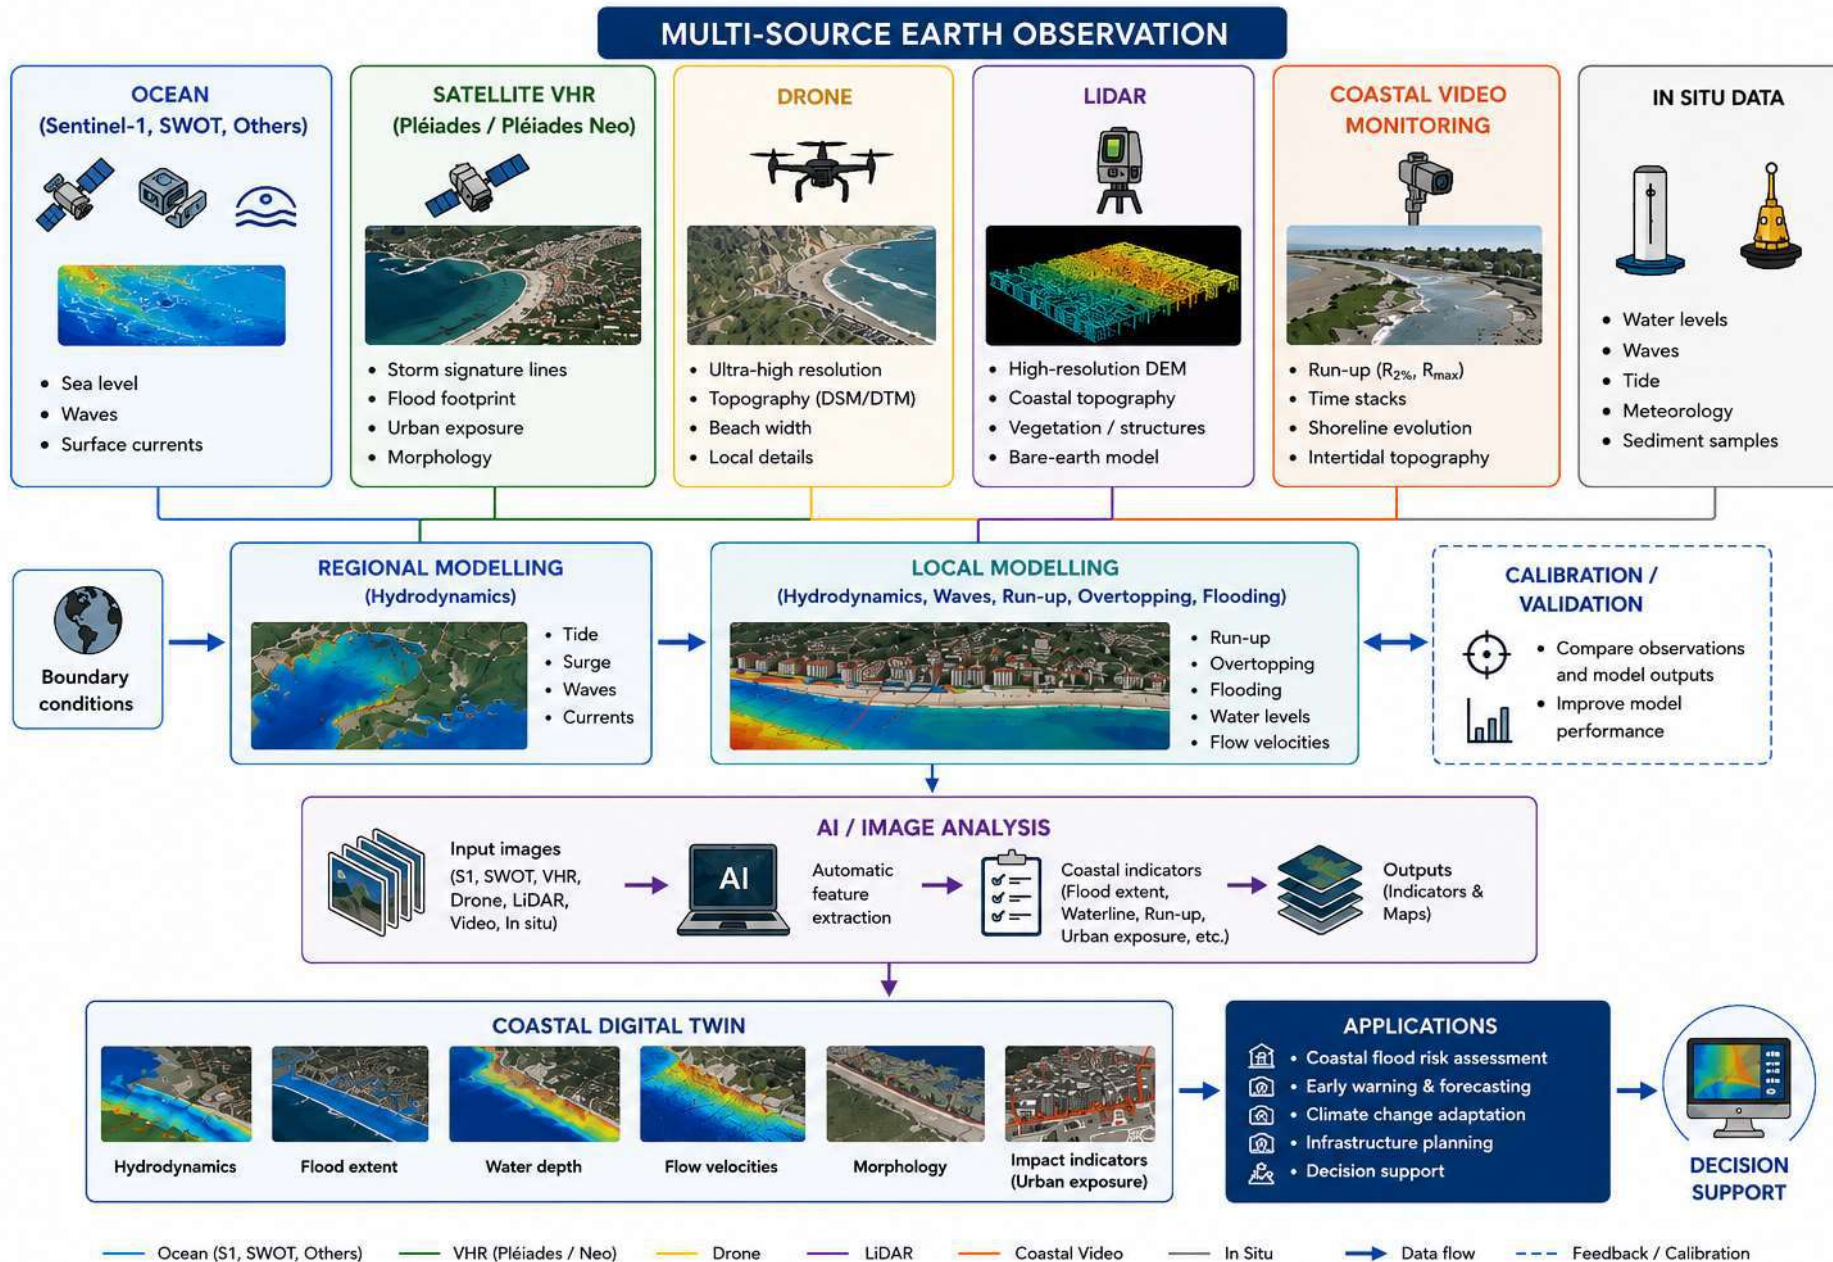 MULTI-SOURCE EARTH OBSERVATION
OCEAN
(Sentinel-1, SWOT, Others)
• Sea level
• Waves
• Surface currents
SATELLITE VHR
(Pléiades / Pléiades Neo)
• Storm signature lines
• Flood footprint
• Urban exposure
• Morphology
DRONE
• Ultra-high resolution
• Topography (DSM/DTM)
• Beach width
• Local details
LIDAR
• High-resolution DEM
• Coastal topography
• Vegetation / structures
• Bare-earth model
COASTAL VIDEO
MONITORING
• Run-up (R2%, Rmax)
• Time stacks
• Shoreline evolution
• Intertidal topography
IN SITU DATA
• Water levels
• Waves
• Tide
• Meteorology
• Sediment samples
Boundary
conditions
REGIONAL MODELLING
(Hydrodynamics)
• Tide
• Surge
• Waves
• Currents
LOCAL MODELLING
(Hydrodynamics, Waves, Run-up, Overtopping, Flooding)
• Run-up
• Overtopping
• Flooding
• Water levels
• Flow velocities
CALIBRATION /
VALIDATION
• Compare observations
and model outputs
• Improve model
performance
AI / IMAGE ANALYSIS
Input images
(S1, SWOT, VHR,
Drone, LiDAR,
Video, In situ)
AI
Automatic
feature
extraction
Coastal indicators
(Flood extent,
Waterline, Run-up,
Urban exposure, etc.)
Outputs
(Indicators &
Maps)
COASTAL DIGITAL TWIN
Hydrodynamics
Flood extent
Water depth
Flow velocities
Morphology
Impact indicators
(Urban exposure)
APPLICATIONS
• Coastal flood risk assessment
• Early warning & forecasting
• Climate change adaptation
• Infrastructure planning
• Decision support
DECISION
SUPPORT
Ocean (S1, SWOT, Others)
VHR (Pléiades / Neo)
Drone
LiDAR
Coastal Video
In Situ
Data flow
Feedback / Calibration